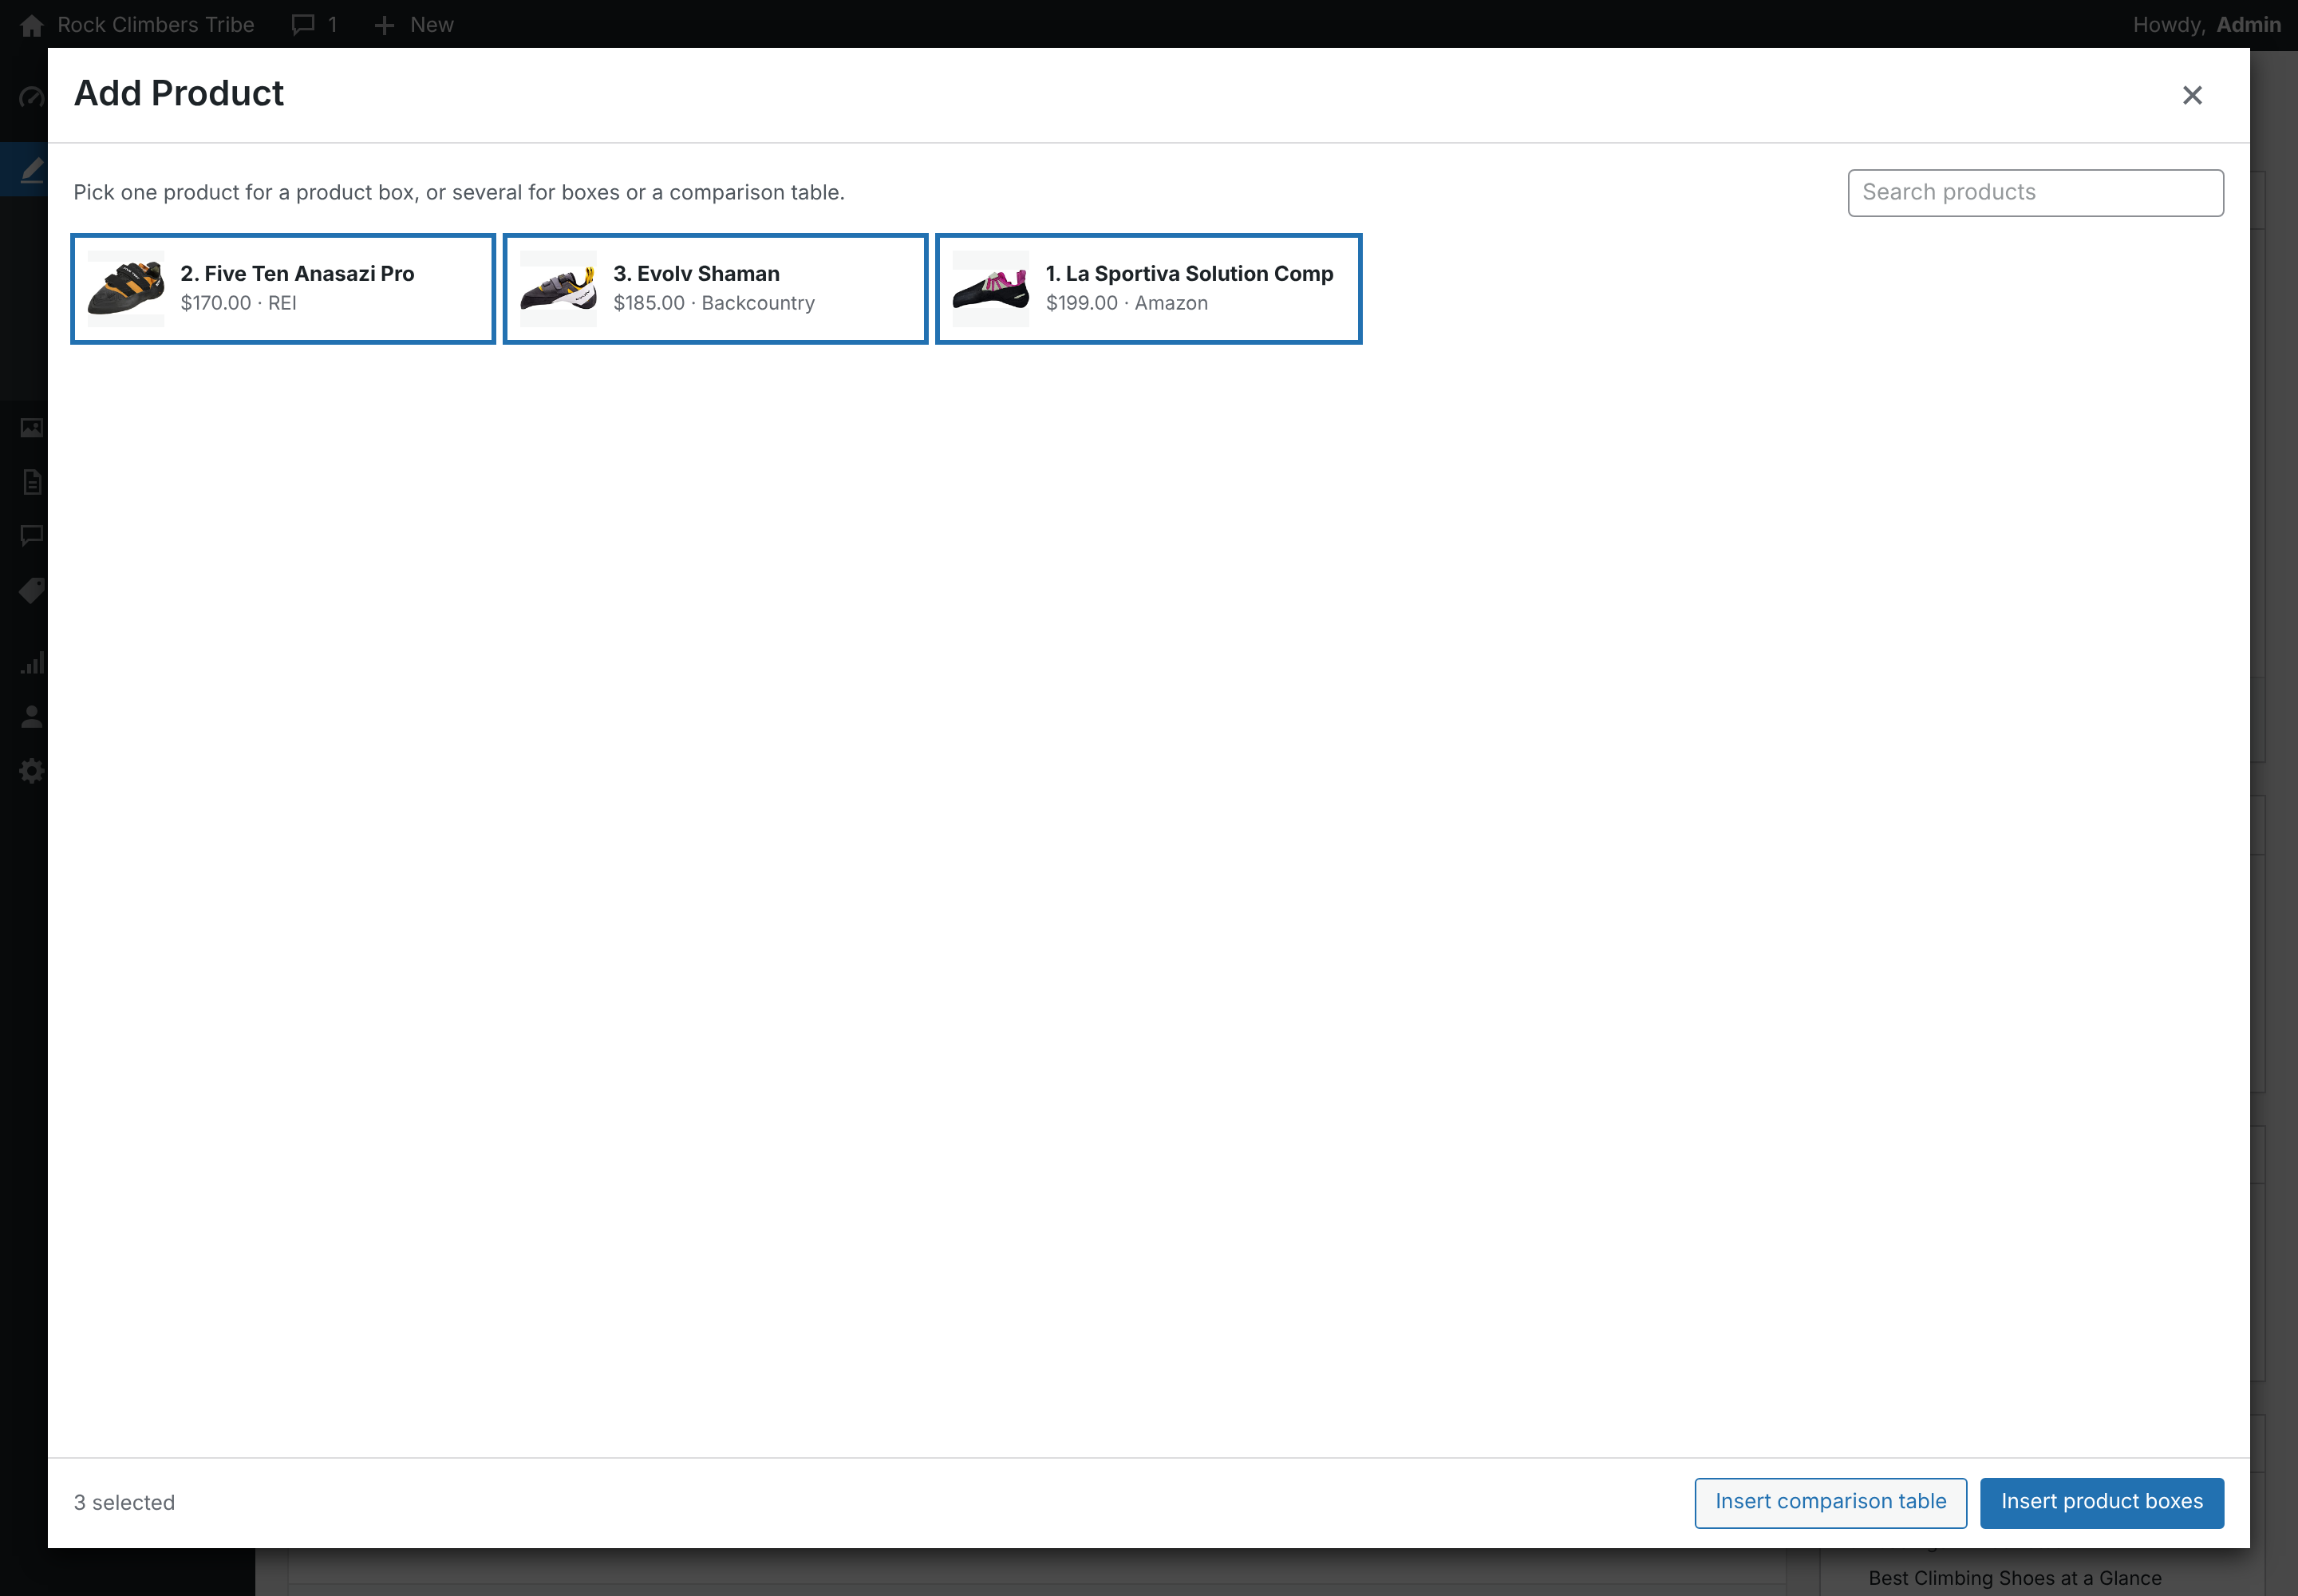 Rock Climbers Tribe 1 New Howdy, Admin
Add Product
Pick one product for a product box, or several for boxes or a comparison table.
Search products
2. Five Ten Anasazi Pro
$170.00 · REI
3. Evolv Shaman
$185.00 · Backcountry
1. La Sportiva Solution Comp
$199.00 · Amazon
3 selected
Insert comparison table
Insert product boxes
Best Climbing Shoes at a Glance